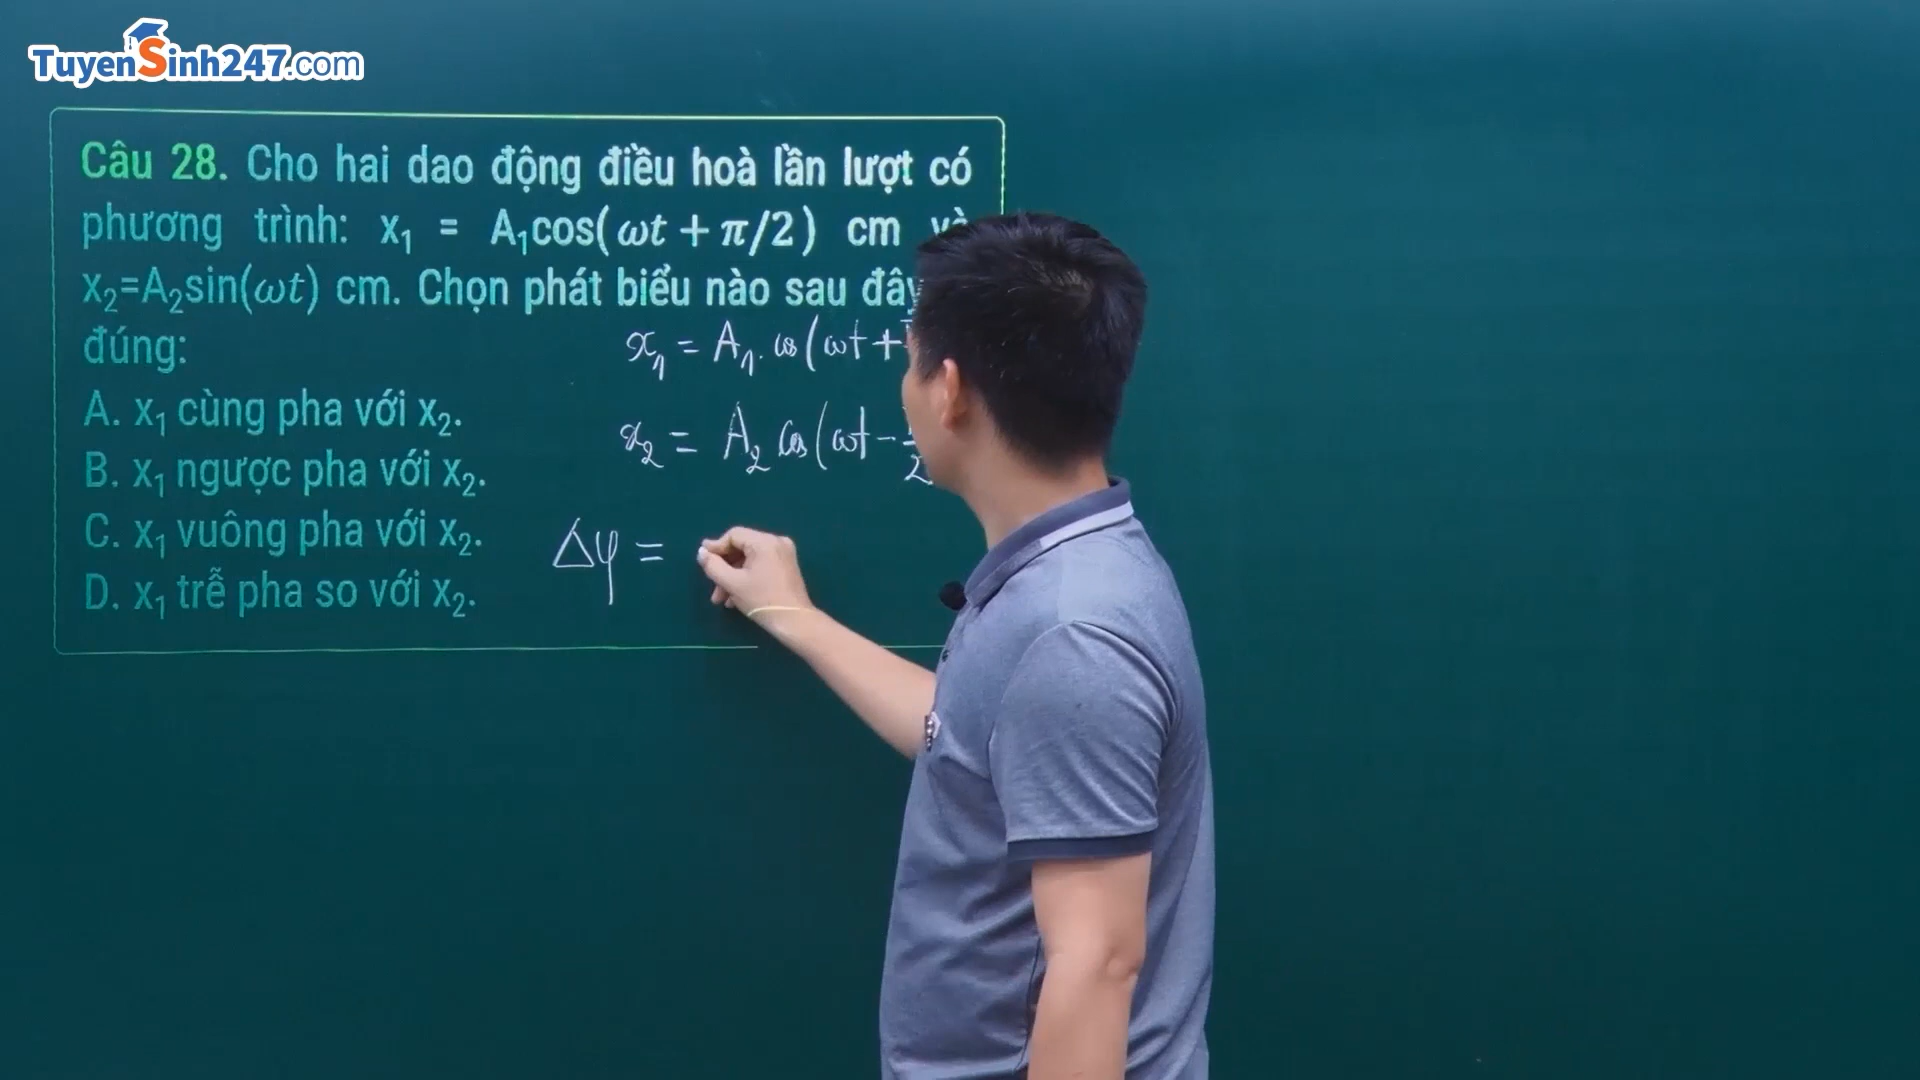 TuyenSinh247.com
Câu 28. Cho hai dao động điều hoà lần lượt có
phương trình: x₁ = A₁cos(ωt + π/2) cm và
x₂=A₂sin(ωt) cm. Chọn phát biểu nào sau đây
đúng:
x₁ = A₁. cos(ωt +
A. x₁ cùng pha với x₂.
x₂ = A₂ cos(ωt -
B. x₁ ngược pha với x₂.
C. x₁ vuông pha với x₂.
Δφ =
D. x₁ trễ pha so với x₂.